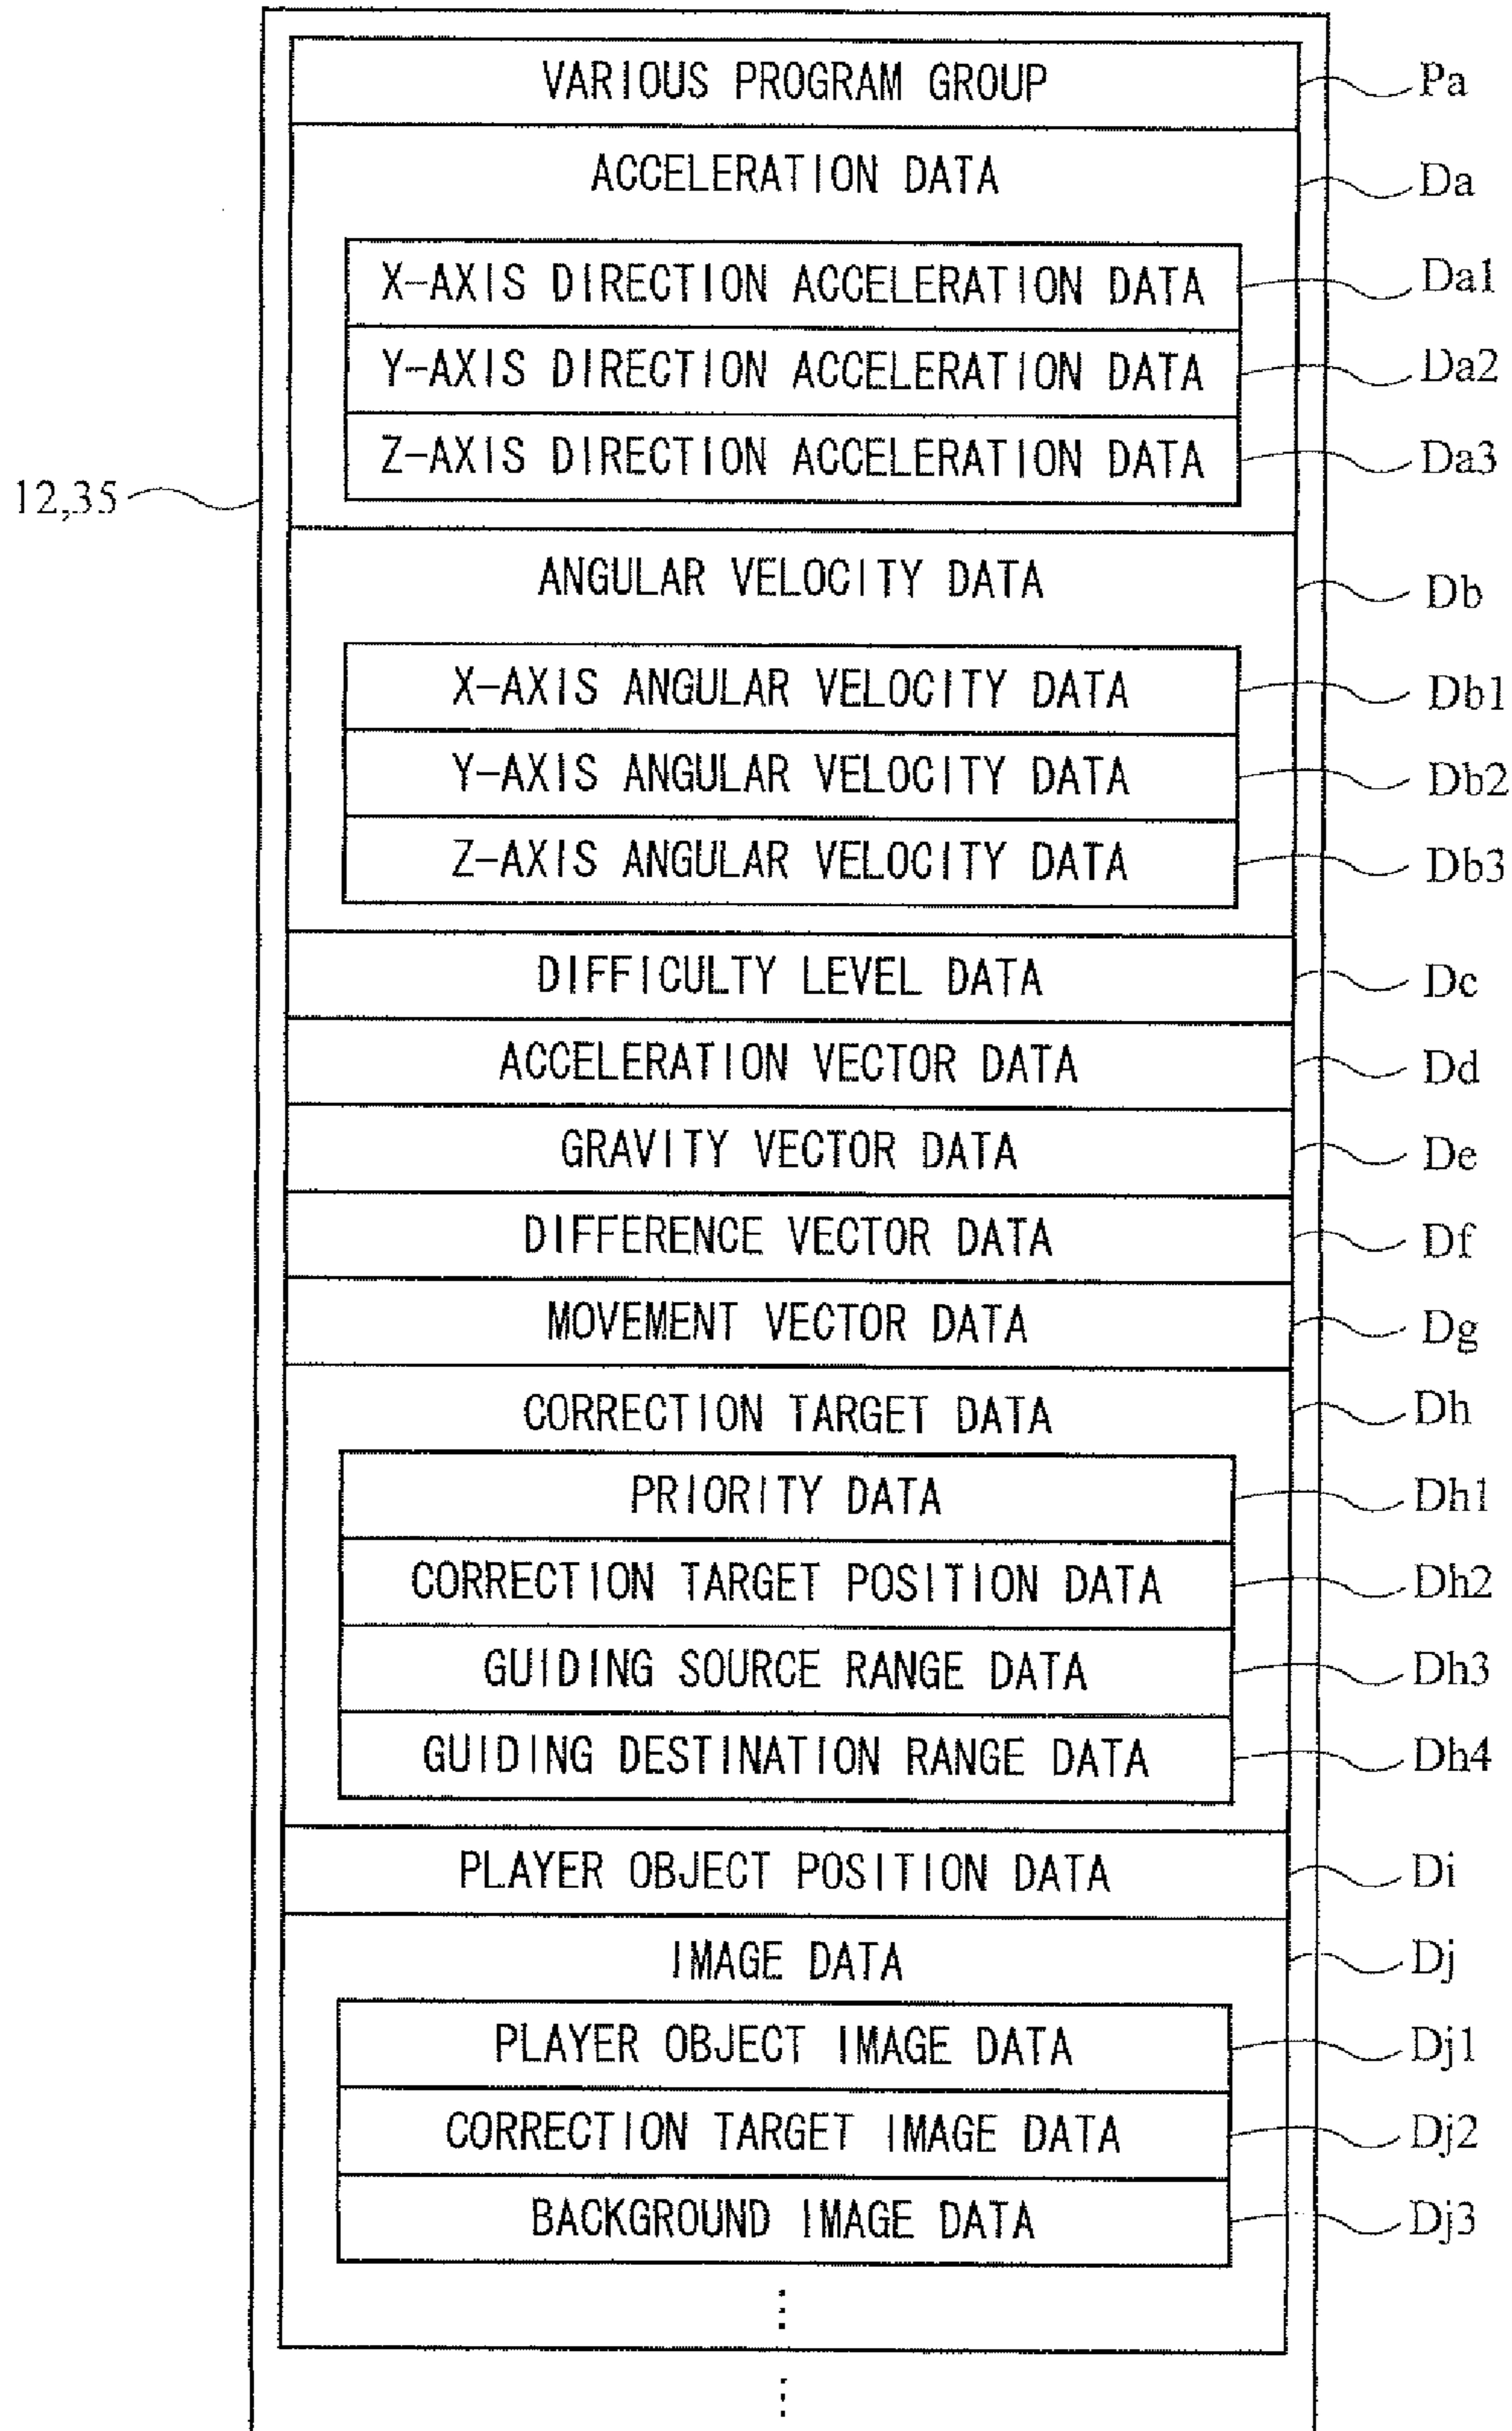 VARIOUS PROGRAM GROUP Pa
ACCELERATION DATA Da
X-AXIS DIRECTION ACCELERATION DATA Da1
Y-AXIS DIRECTION ACCELERATION DATA Da2
Z-AXIS DIRECTION ACCELERATION DATA Da3
12,35
ANGULAR VELOCITY DATA Db
X-AXIS ANGULAR VELOCITY DATA Db1
Y-AXIS ANGULAR VELOCITY DATA Db2
Z-AXIS ANGULAR VELOCITY DATA Db3
DIFFICULTY LEVEL DATA Dc
ACCELERATION VECTOR DATA Dd
GRAVITY VECTOR DATA De
DIFFERENCE VECTOR DATA Df
MOVEMENT VECTOR DATA Dg
CORRECTION TARGET DATA Dh
PRIORITY DATA Dh1
CORRECTION TARGET POSITION DATA Dh2
GUIDING SOURCE RANGE DATA Dh3
GUIDING DESTINATION RANGE DATA Dh4
PLAYER OBJECT POSITION DATA Di
IMAGE DATA Dj
PLAYER OBJECT IMAGE DATA Dj1
CORRECTION TARGET IMAGE DATA Dj2
BACKGROUND IMAGE DATA Dj3